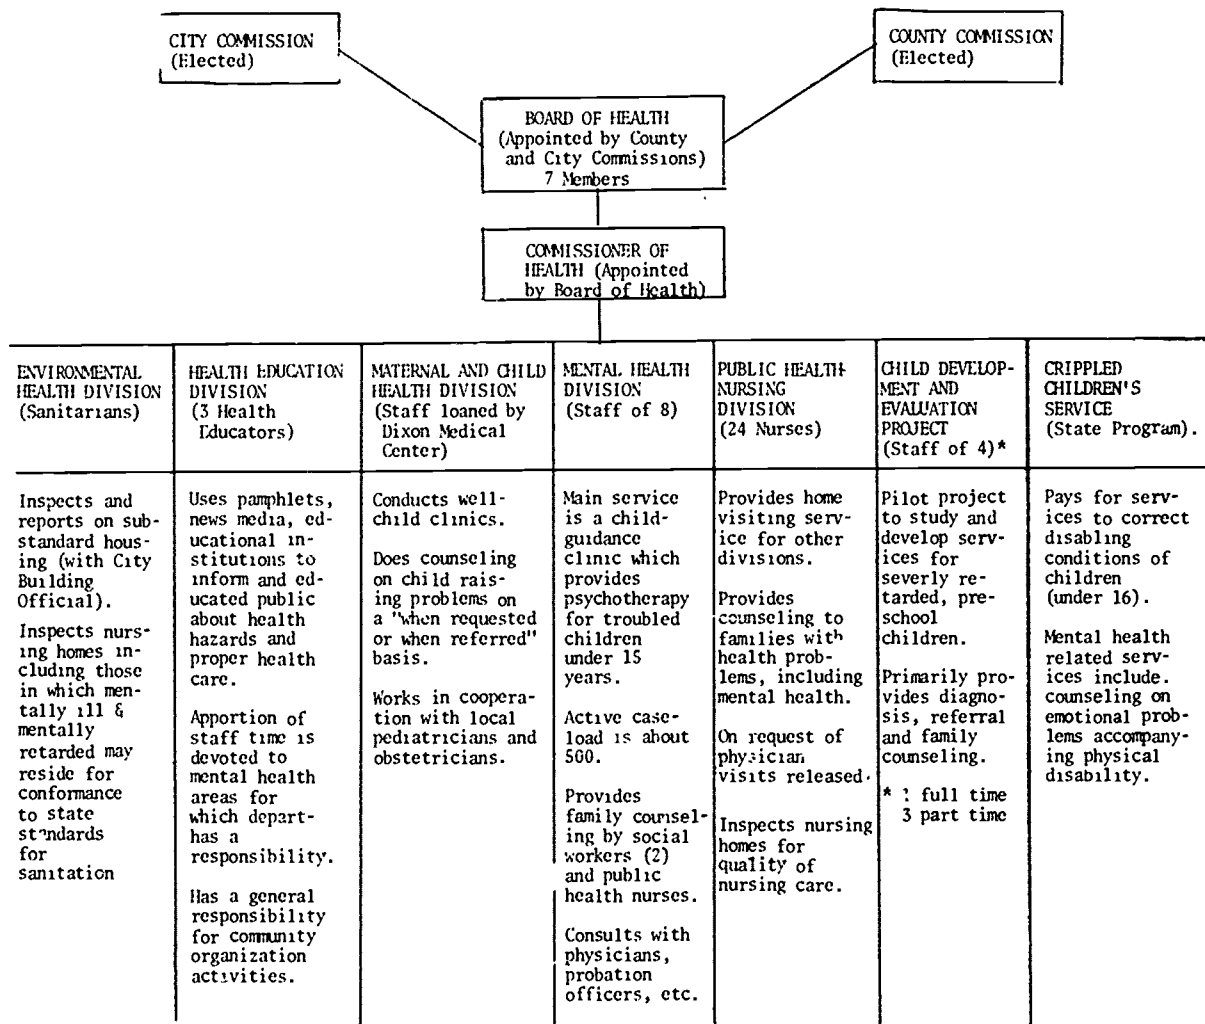 CITY COMMISSION
(Elected)
COUNTY COMMISSION
(Elected)
BOARD OF HEALTH
(Appointed by County
and City Commissions)
7 Members
COMMISSIONER OF
HEALTH (Appointed
by Board of Health)
ENVIRONMENTAL
HEALTH DIVISION
(Sanitarians)
HEALTH EDUCATION
DIVISION
(3 Health
Educators)
MATERNAL AND CHILD
HEALTH DIVISION
(Staff loaned by
Dixon Medical
Center)
MENTAL HEALTH
DIVISION
(Staff of 8)
PUBLIC HEALTH
NURSING
DIVISION
(24 Nurses)
CHILD DEVELOP-
MENT AND
EVALUATION
PROJECT
(Staff of 4)*
CRIPPLED
CHILDREN'S
SERVICE
(State Program).
Inspects and
reports on sub-
standard hous-
ing (with City
Building
Official).
Inspects nurs-
ing homes in-
cluding those
in which men-
tally ill &
mentally
retarded may
reside for
conformance
to state
standards
for
sanitation
Uses pamphlets,
news media, ed-
ucational in-
stitutions to
inform and ed-
ucated public
about health
hazards and
proper health
care.
Apportion of
staff time is
devoted to
mental health
areas for
which depart-
has a
responsibility.
Has a general
responsibility
for community
organization
activities.
Conducts well-
child clinics.
Does counseling
on child rais-
ing problems on
a "when requested
or when referred"
basis.
Works in coopera-
tion with local
pediatricians and
obstetricians.
Main service
is a child-
guidance
clinic which
provides
psychotherapy
for troubled
children
under 15
years.
Active case-
load is about
500.
Provides
family counsel-
ing by social
workers (2)
and public
health nurses.
Consults with
physicians,
probation
officers, etc.
Provides home
visiting serv-
ice for other
divisions.
Provides
counseling to
families with
health prob-
lems, including
mental health.
On request of
physician
visits released.
Inspects nursing
homes for
quality of
nursing care.
Pilot project
to study and
develop serv-
ices for
severly re-
tarded, pre-
school
children.
Primarily pro-
vides diagno-
sis, referral
and family
counseling.
* 1 full time
3 part time
Pays for serv-
ices to correct
disabling
conditions of
children
(under 16).
Mental health
related serv-
ices include.
counseling on
emotional prob-
lems accompany-
ing physical
disability.